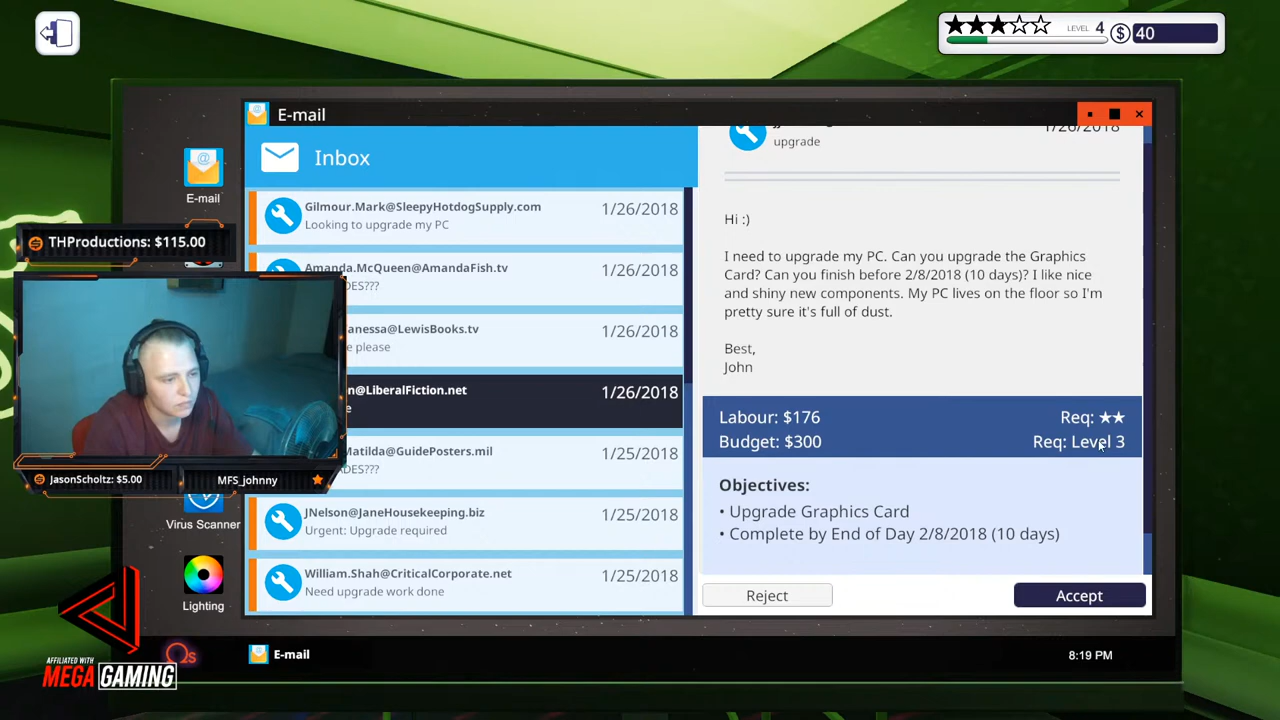 LEVEL 4 $ 40
E-mail
1/26/2018
Inbox
upgrade
E-mail
Gilmour.Mark@SleepyHotdogSupply.com 1/26/2018
Looking to upgrade my PC
Hi :)
THProductions: $115.00
Amanda.McQueen@AmandaFish.tv 1/26/2018
DES???
I need to upgrade my PC. Can you upgrade the Graphics
Card? Can you finish before 2/8/2018 (10 days)? I like nice
and shiny new components. My PC lives on the floor so I'm
pretty sure it's full of dust.
anessa@LewisBooks.tv 1/26/2018
e please
Best,
John
n@LiberalFiction.net 1/26/2018
e
Labour: $176 Req: ★★
Budget: $300 Req: Level 3
Matilda@GuidePosters.mil 1/25/2018
ADES???
JasonScholtz: $5.00 MFS_johnny
Objectives:
• Upgrade Graphics Card
• Complete by End of Day 2/8/2018 (10 days)
JNelson@JaneHousekeeping.biz 1/25/2018
Urgent: Upgrade required
Virus Scanner
William.Shah@CriticalCorporate.net 1/25/2018
Need upgrade work done
Lighting
Reject Accept
Os E-mail 8:19 PM
AFFILIATED WITH
MEGA GAMING